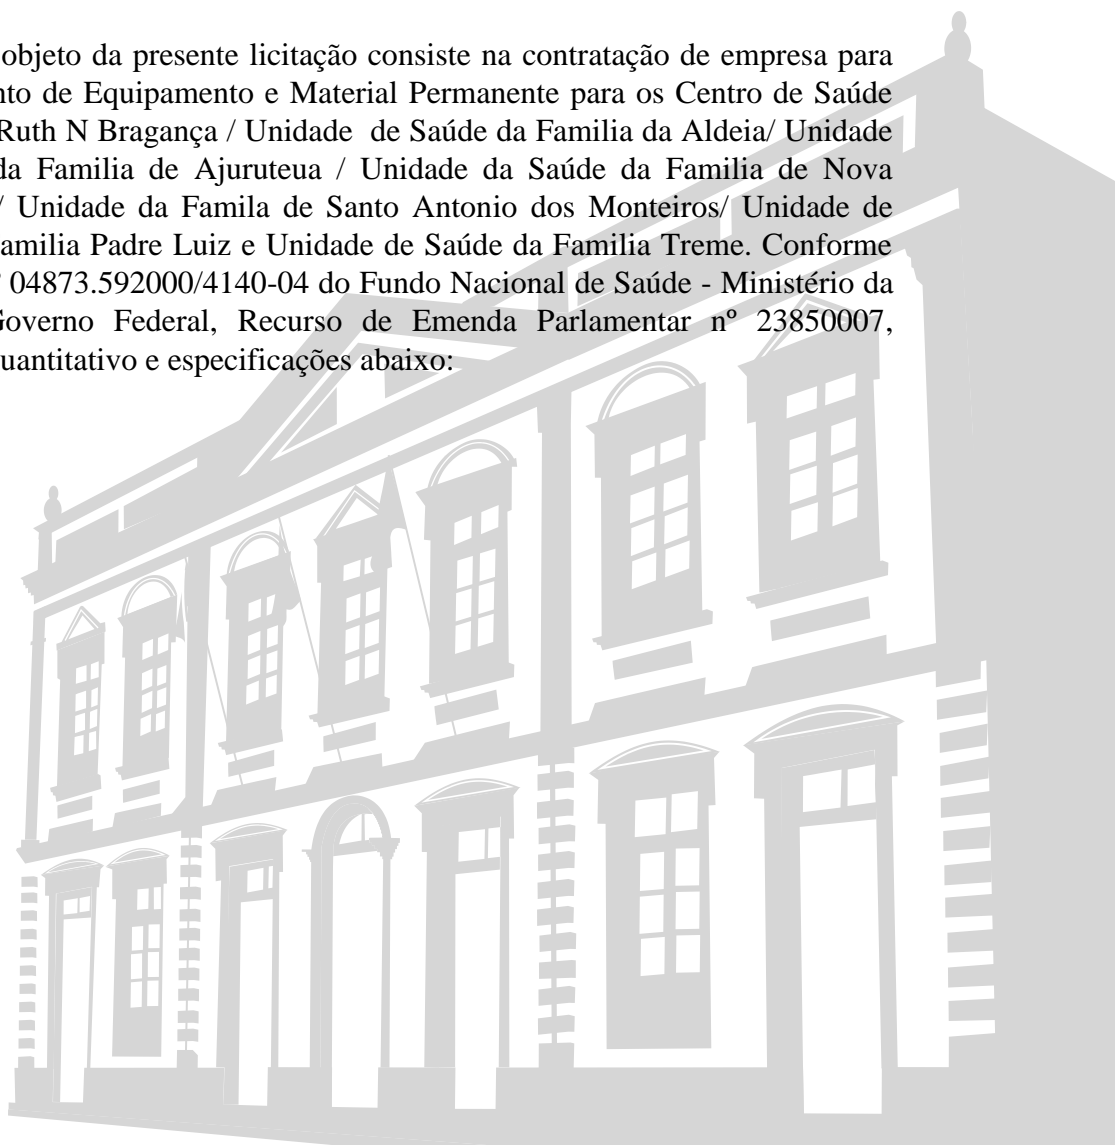 objeto da presente licitação consiste na contratação de empresa para
nto de Equipamento e Material Permanente para os Centro de Saúde
Ruth N Bragança / Unidade de Saúde da Familia da Aldeia/ Unidade
da Familia de Ajuruteua / Unidade da Saúde da Familia de Nova
/ Unidade da Famila de Santo Antonio dos Monteiros/ Unidade de
amilia Padre Luiz e Unidade de Saúde da Familia Treme. Conforme
04873.592000/4140-04 do Fundo Nacional de Saúde - Ministério da
Governo Federal, Recurso de Emenda Parlamentar nº 23850007,
uantitativo e especificações abaixo: